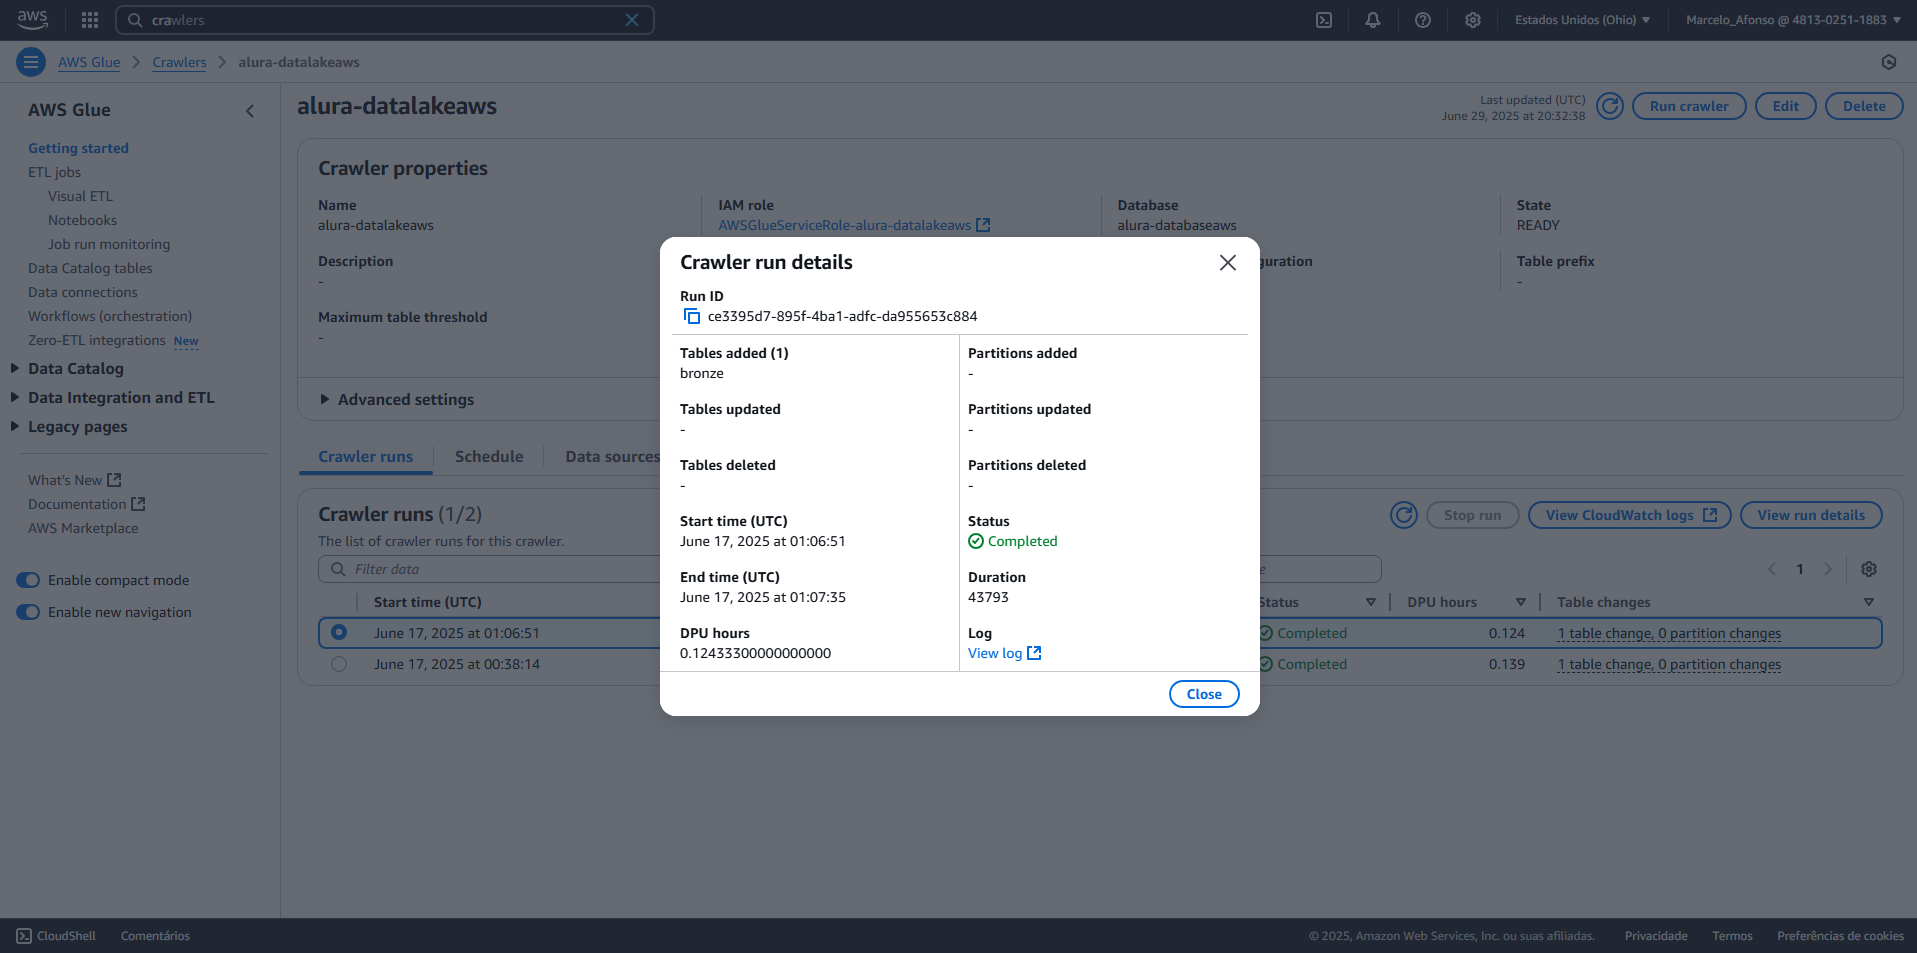 aws
crawlers
Estados Unidos (Ohio)
Marcelo_Afonso @ 4813-0251-1883
AWS Glue
Crawlers
alura-datalakeaws
AWS Glue
Getting started
ETL jobs
Visual ETL
Notebooks
Job run monitoring
Data Catalog tables
Data connections
Workflows (orchestration)
Zero-ETL integrations New
Data Catalog
Data Integration and ETL
Legacy pages
What's New
Documentation
AWS Marketplace
Enable compact mode
Enable new navigation
alura-datalakeaws
Last updated (UTC)
June 29, 2025 at 20:32:38
Run crawler
Edit
Delete
Crawler properties
Name
alura-datalakeaws
IAM role
AWSGlueServiceRole-alura-datalakeaws
Database
alura-databaseaws
State
READY
Description
-
guration
Table prefix
-
Maximum table threshold
-
Advanced settings
Crawler runs
Schedule
Data sources
Crawler runs (1/2)
The list of crawler runs for this crawler.
Stop run
View CloudWatch logs
View run details
Filter data
e
1
Start time (UTC)
Status
DPU hours
Table changes
June 17, 2025 at 01:06:51
Completed
0.124
1 table change, 0 partition changes
June 17, 2025 at 00:38:14
Completed
0.139
1 table change, 0 partition changes
Crawler run details
Run ID
ce3395d7-895f-4ba1-adfc-da955653c884
Tables added (1)
bronze
Partitions added
-
Tables updated
-
Partitions updated
-
Tables deleted
-
Partitions deleted
-
Start time (UTC)
June 17, 2025 at 01:06:51
Status
Completed
End time (UTC)
June 17, 2025 at 01:07:35
Duration
43793
DPU hours
0.12433300000000000
Log
View log
Close
CloudShell
Comentários
© 2025, Amazon Web Services, Inc. ou suas afiliadas.
Privacidade
Termos
Preferências de cookies